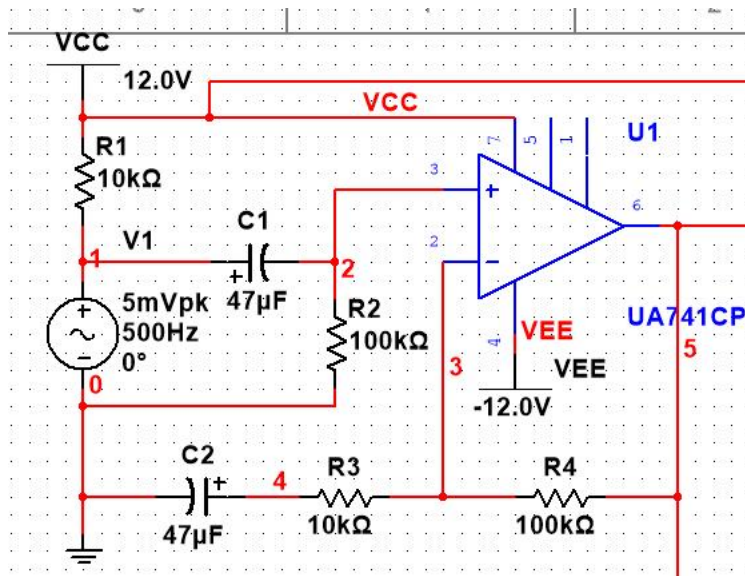 VCC
12.0V
VCC
R1
10kΩ
7
5
1
U1
3
+
6
V1
C1
1
2
2
−
+
47µF
+
5mVpk
500Hz
0°
−
R2
100kΩ
UA741CP
VEE
4
VEE
3
5
0
-12.0V
C2
+
4
R3
R4
47µF
10kΩ
100kΩ